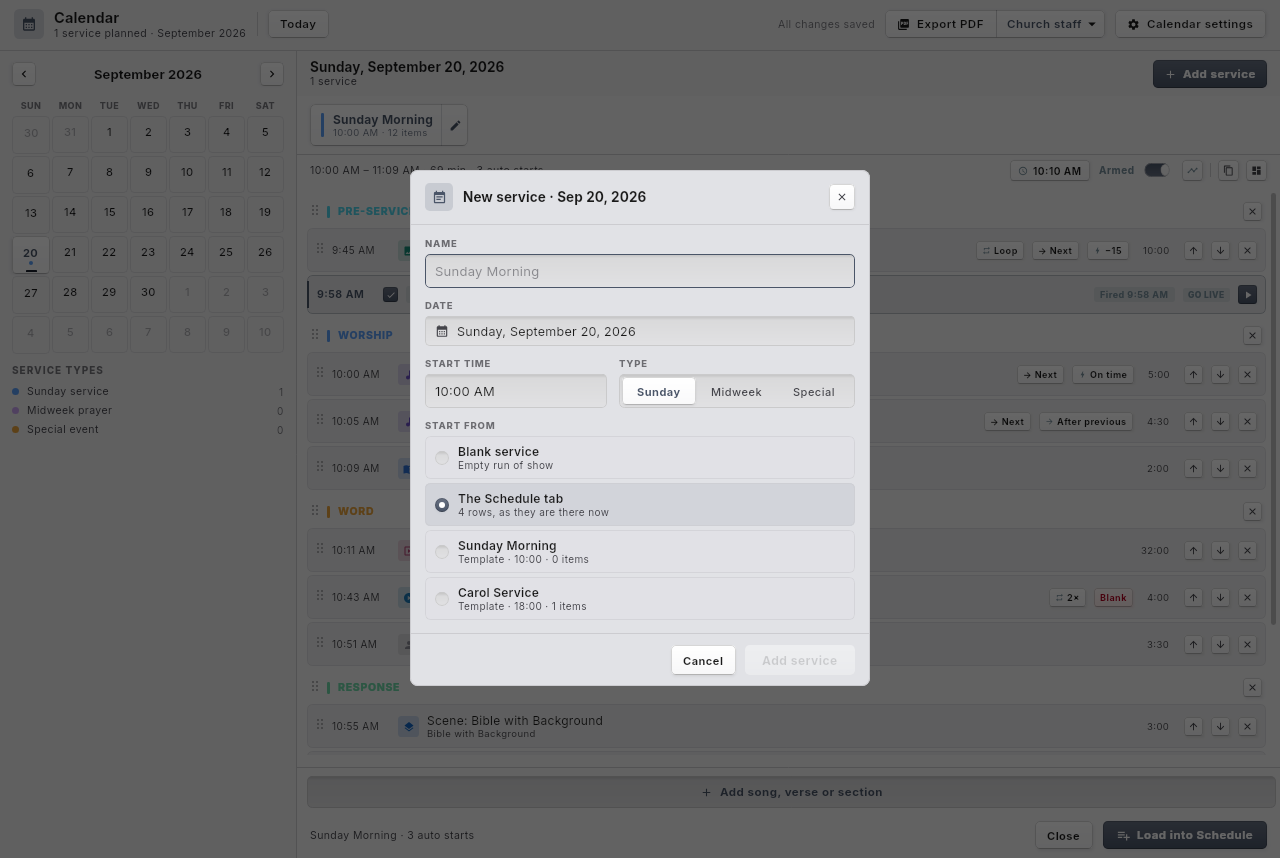 Calendar
1 service planned · September 2026
Today
All changes saved
Export PDF
Church staff
Calendar settings
September 2026
SUN MON TUE WED THU FRI SAT
30 31 1 2 3 4 5
6 7 8 9 10 11 12
13 14 15 16 17 18 19
20 21 22 23 24 25 26
27 28 29 30 1 2 3
4 5 6 7 8 9 10
SERVICE TYPES
Sunday service 1
Midweek prayer 0
Special event 0
Sunday, September 20, 2026
1 service
Add service
Sunday Morning
10:00 AM · 12 items
10:00 AM – 11:09 AM · 69 min · 3 auto starts
10:10 AM
Armed
PRE-SERVIC
9:45 AM
Loop
Next
−15
10:00
9:58 AM
Fired 9:58 AM
GO LIVE
WORSHIP
10:00 AM
Next
On time
5:00
10:05 AM
Next
After previous
4:30
10:09 AM
2:00
WORD
10:11 AM
32:00
10:43 AM
2×
Blank
4:00
10:51 AM
3:30
RESPONSE
10:55 AM
Scene: Bible with Background
Bible with Background
3:00
Add song, verse or section
Sunday Morning · 3 auto starts
Close
Load into Schedule
New service · Sep 20, 2026
NAME
Sunday Morning
DATE
Sunday, September 20, 2026
START TIME
10:00 AM
TYPE
Sunday Midweek Special
START FROM
Blank service
Empty run of show
The Schedule tab
4 rows, as they are there now
Sunday Morning
Template · 10:00 · 0 items
Carol Service
Template · 18:00 · 1 items
Cancel
Add service